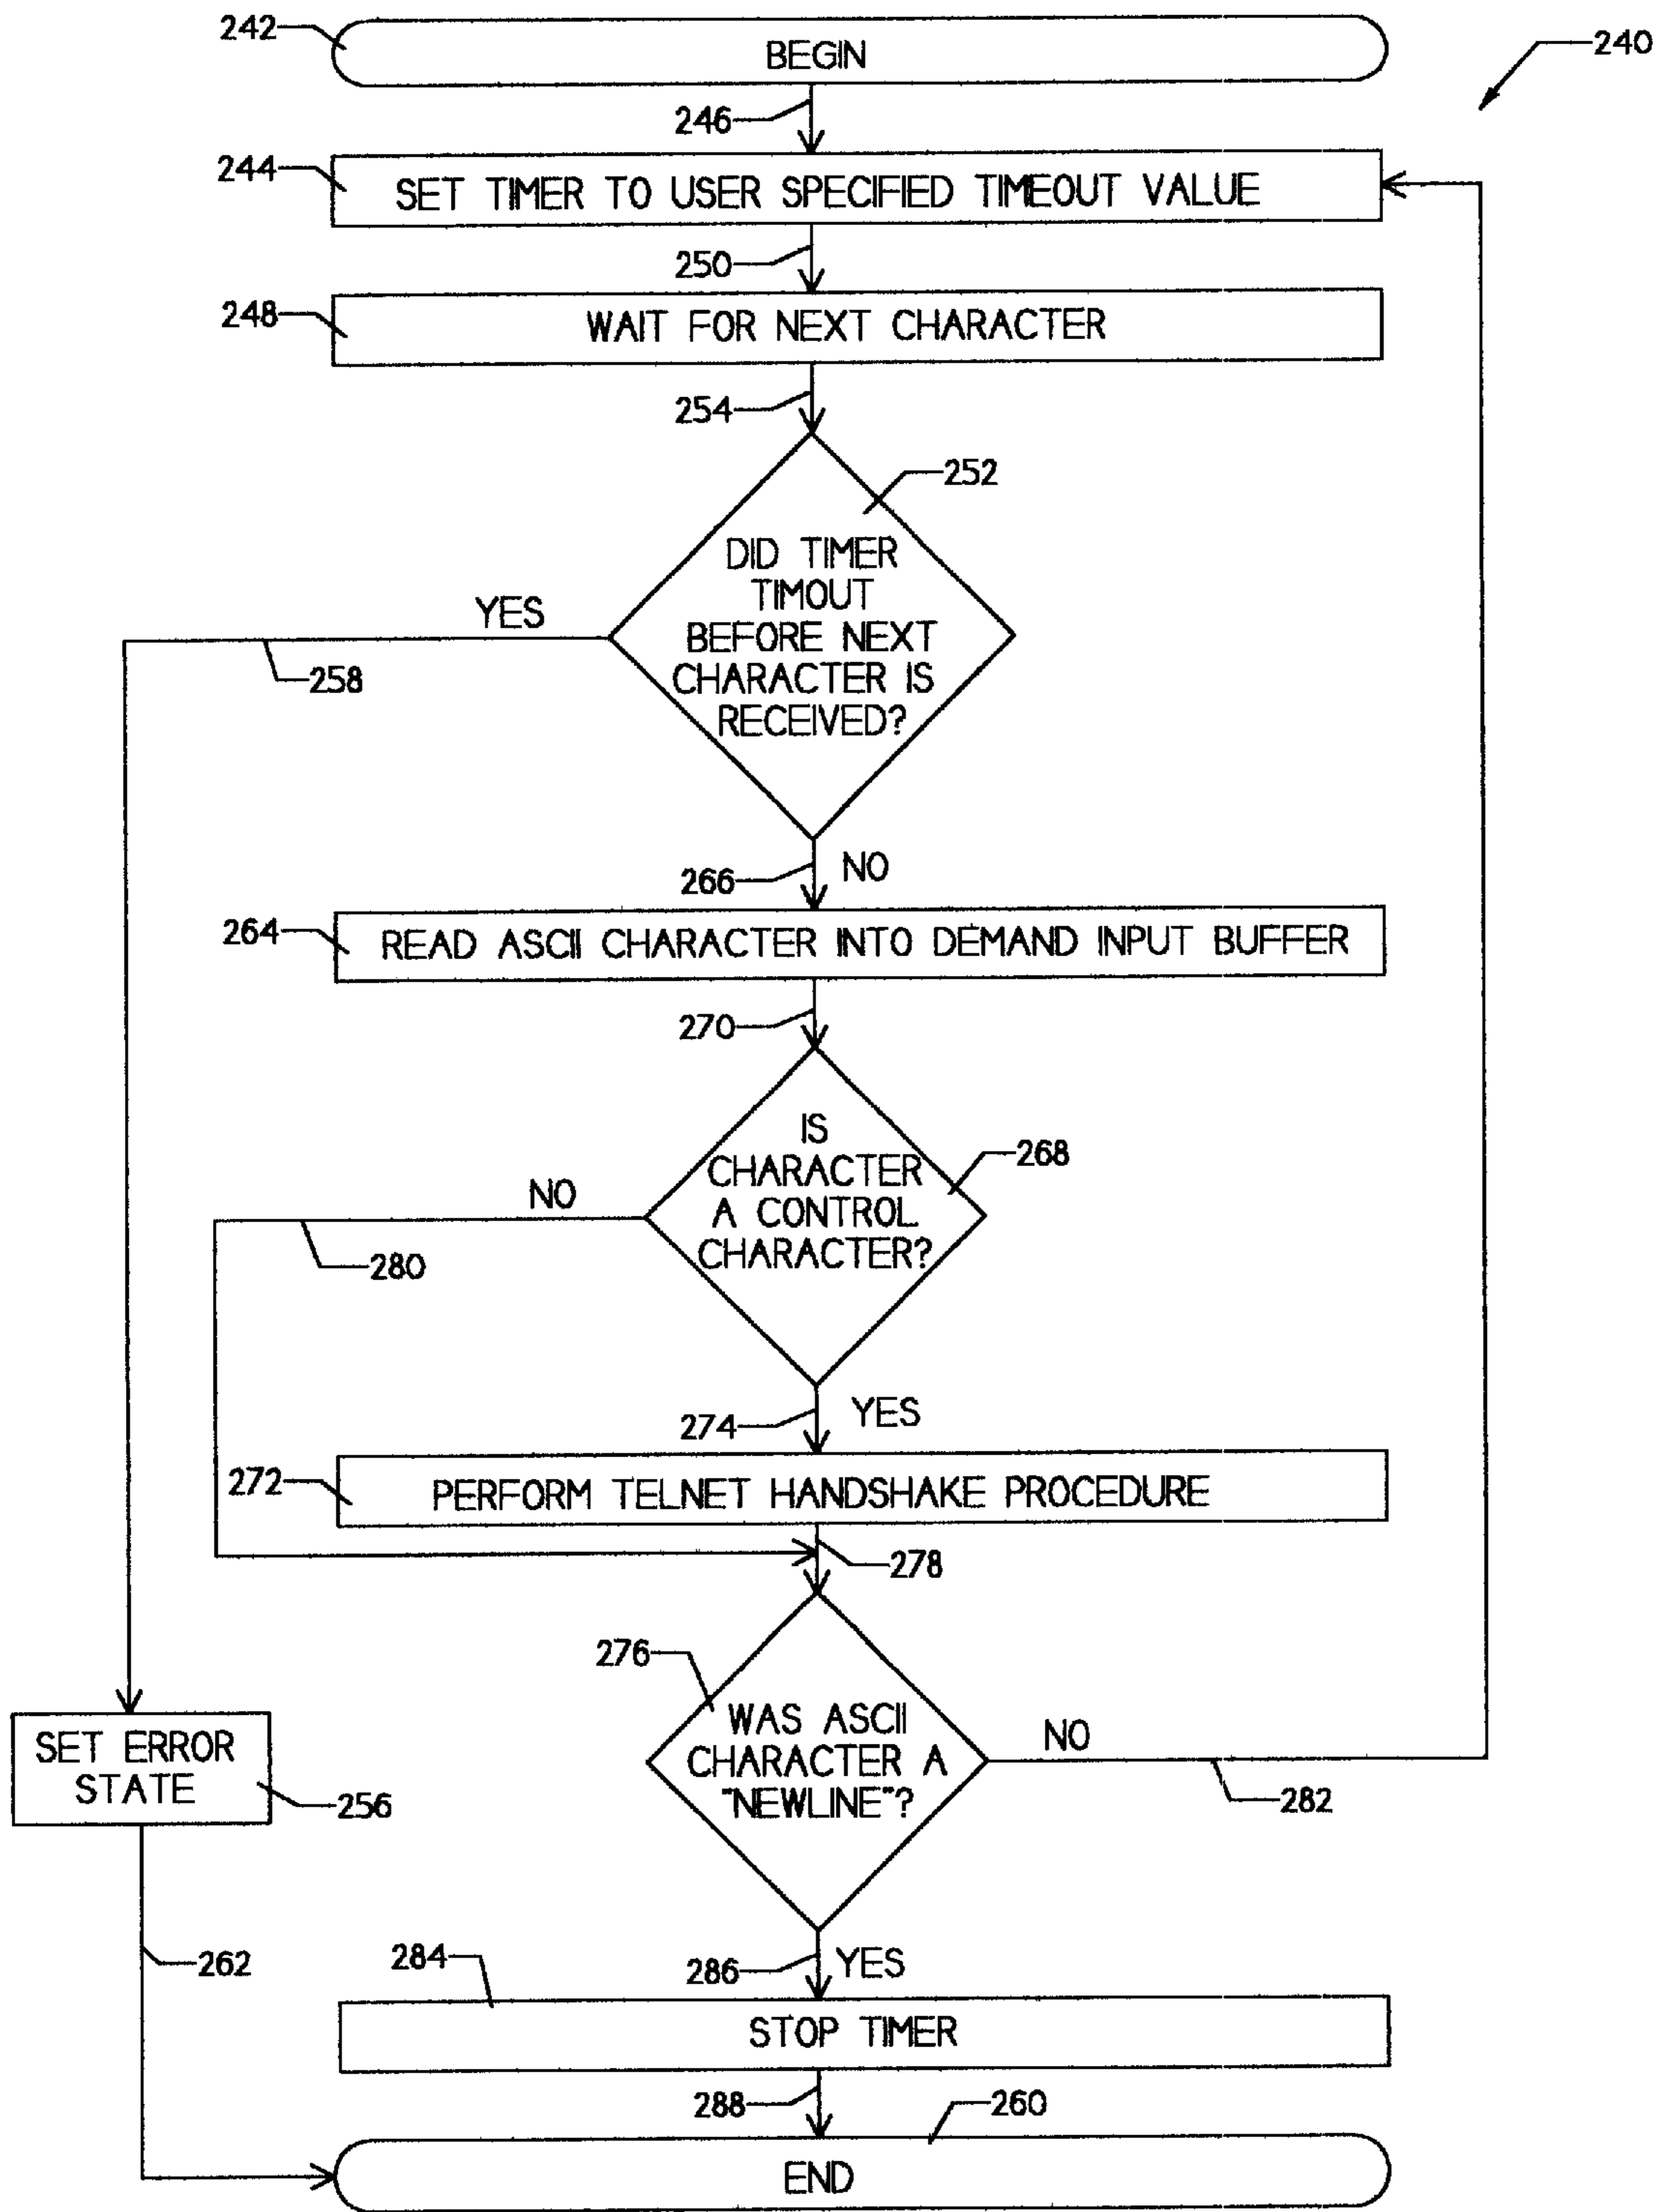 242
BEGIN
240
246
244
SET TIMER TO USER SPECIFIED TIMEOUT VALUE
250
248
WAIT FOR NEXT CHARACTER
254
252
DID TIMER
TIMOUT
BEFORE NEXT
CHARACTER IS
RECEIVED?
YES
258
266
NO
264
READ ASCII CHARACTER INTO DEMAND INPUT BUFFER
270
IS
CHARACTER
A CONTROL
CHARACTER?
268
NO
280
274
YES
272
PERFORM TELNET HANDSHAKE PROCEDURE
278
276
WAS ASCII
CHARACTER A
"NEWLINE"?
NO
282
SET ERROR
STATE
256
262
284
286
YES
STOP TIMER
288
260
END